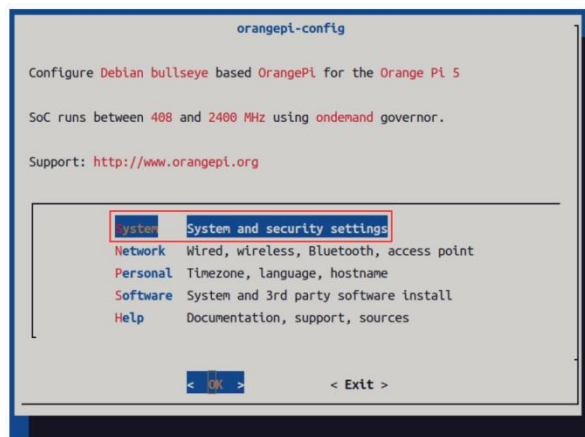 orangepi-config
Configure Debian bullseye based OrangePi for the Orange Pi 5
SoC runs between 408 and 2400 MHz using ondemand governor.
Support: http://www.orangepi.org
System System and security settings
Network Wired, wireless, Bluetooth, access point
Personal Timezone, language, hostname
Software System and 3rd party software install
Help Documentation, support, sources
< OK > < Exit >